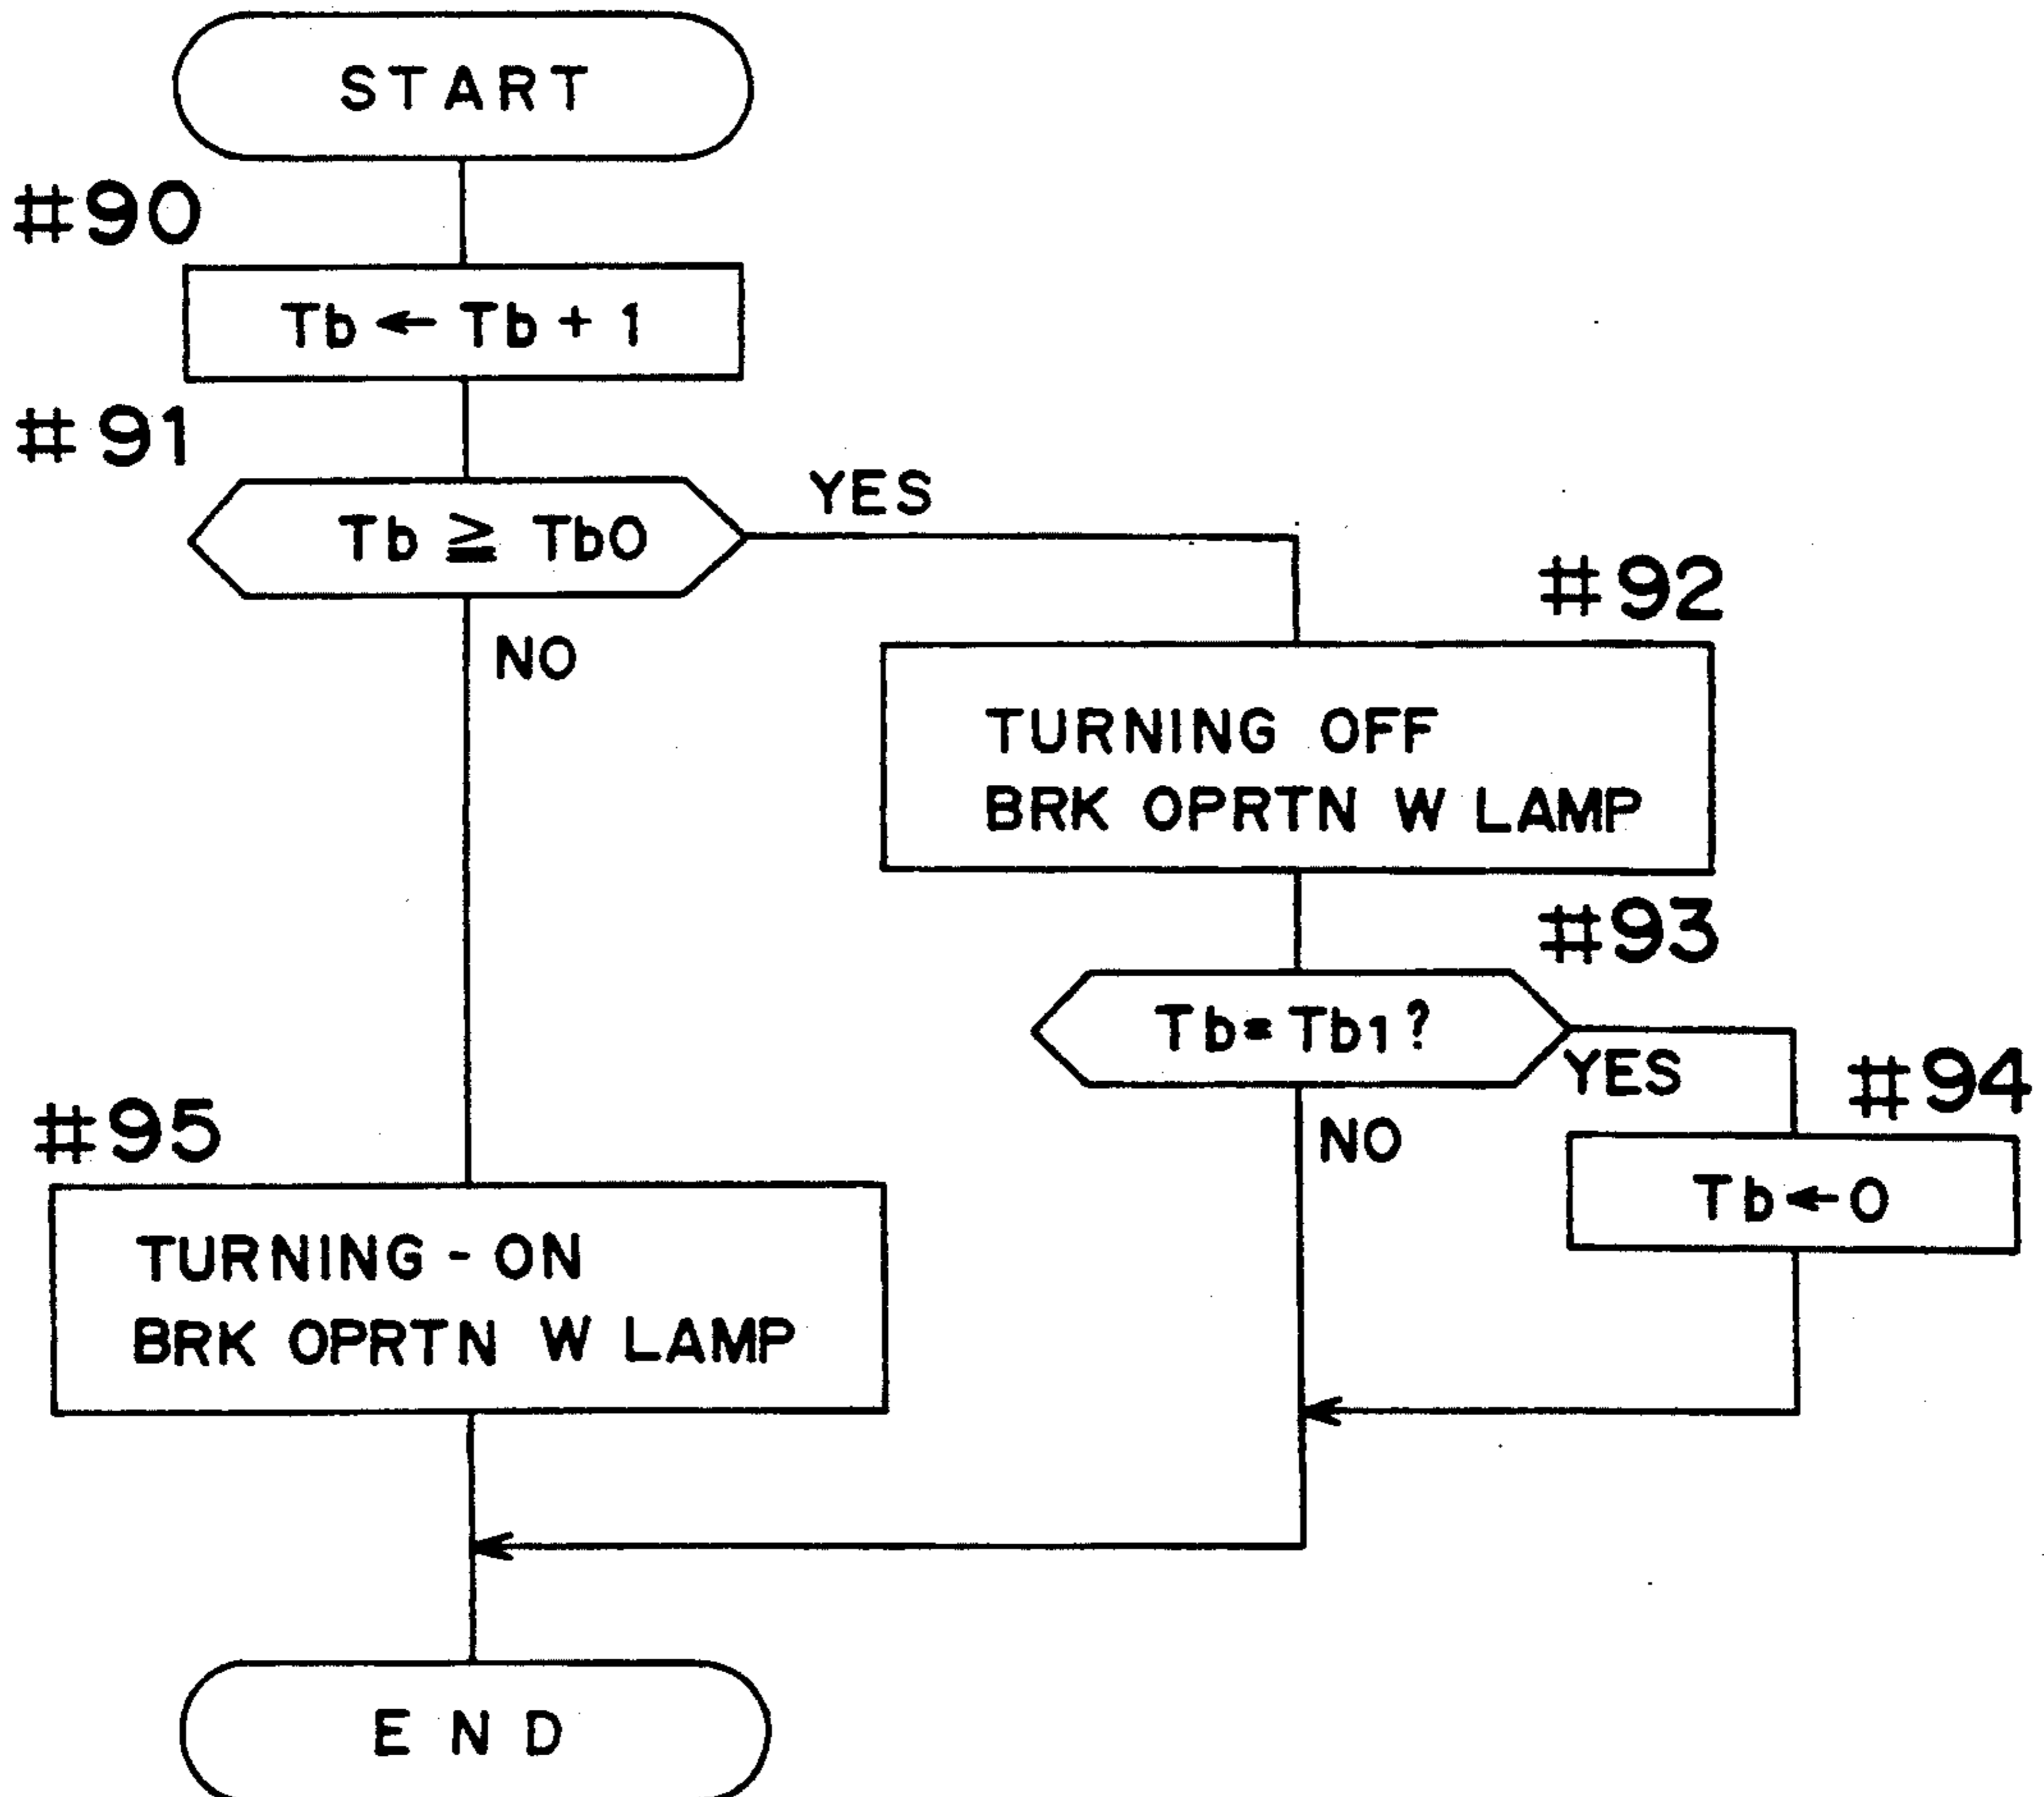 START
#90
Tb ← Tb + 1
#91
Tb ≧ Tb0
YES
NO
#92
TURNING OFF
BRK OPRTN W LAMP
#93
Tb = Tb1 ?
YES
NO
#94
Tb ← 0
#95
TURNING - ON
BRK OPRTN W LAMP
END